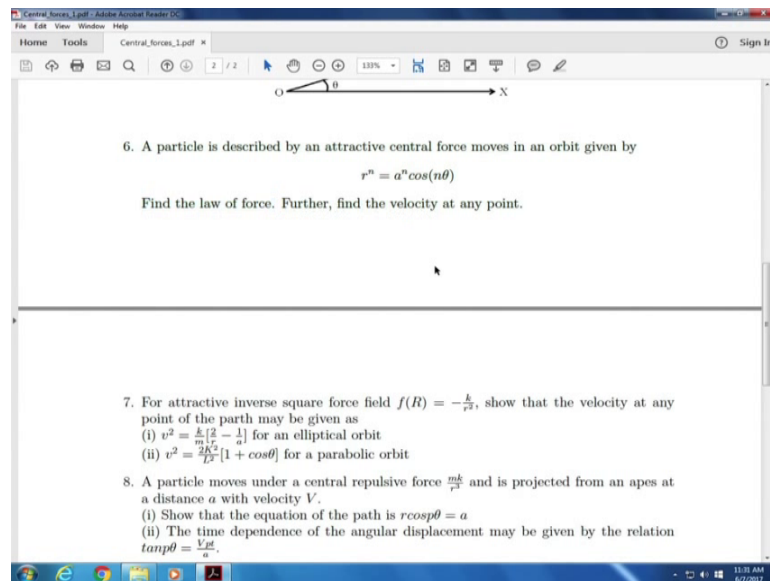 Central_forces_1.pdf - Adobe Acrobat Reader DC
File Edit View Window Help
Home Tools Central_forces_1.pdf × Sign In
2 / 2 133%
O θ X
6. A particle is described by an attractive central force moves in an orbit given by
rⁿ = aⁿcos(nθ)
Find the law of force. Further, find the velocity at any point.
7. For attractive inverse square force field f(R) = −k/r², show that the velocity at any
point of the parth may be given as
(i) v² = k/m[2/r − 1/a] for an elliptical orbit
(ii) v² = 2K²/L²[1 + cosθ] for a parabolic orbit
8. A particle moves under a central repulsive force mk/r³ and is projected from an apes at
a distance a with velocity V.
(i) Show that the equation of the path is rcospθ = a
(ii) The time dependence of the angular displacement may be given by the relation
tanpθ = Vpt/a.
11:31 AM
6/7/2017